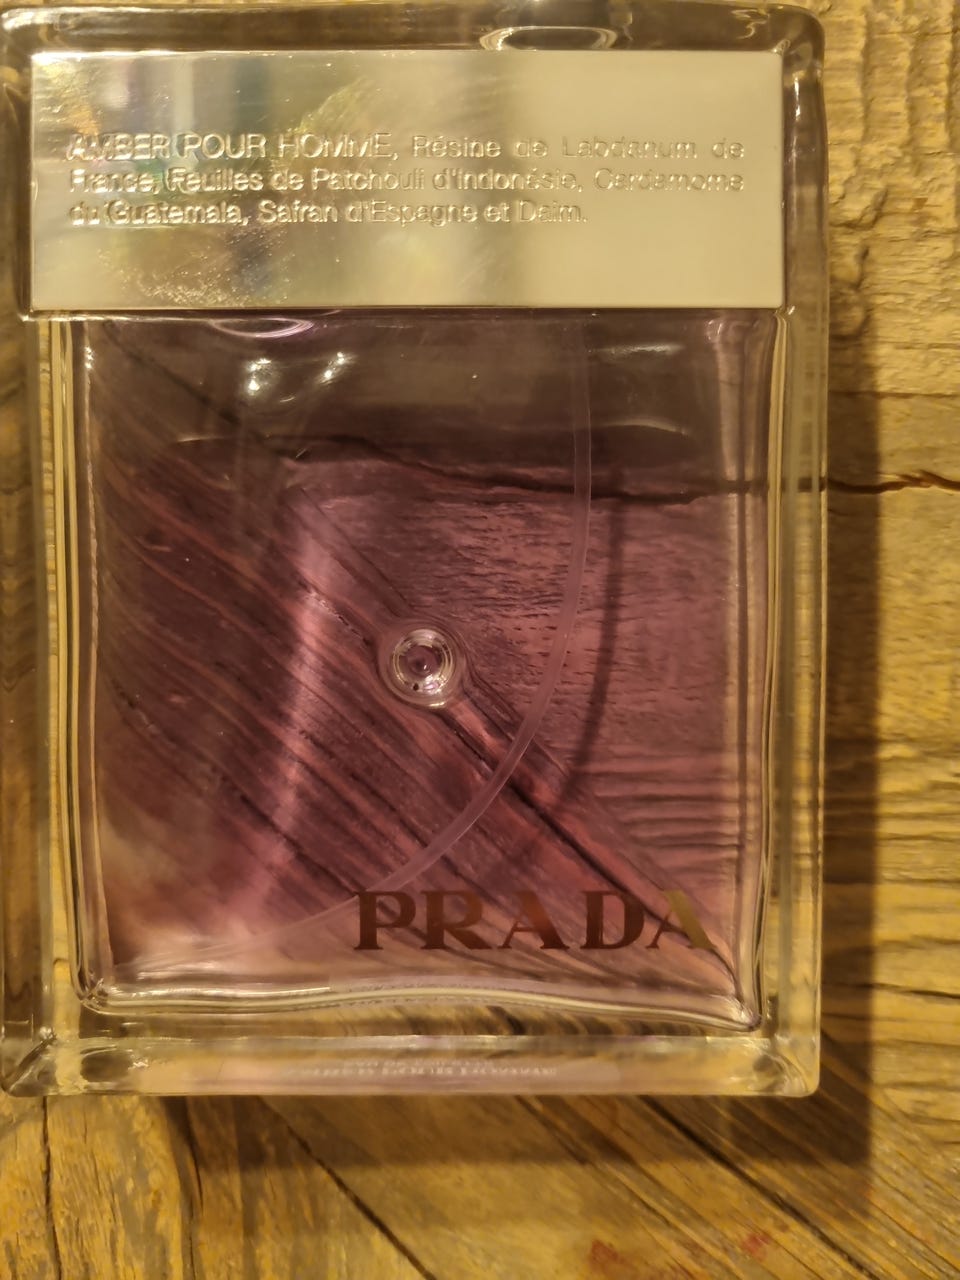 AMBER POUR HOMME, Résine de Labdanum de
France, Feuilles de Patchouli d'Indonésie, Cardamome
du Guatemala, Safran d'Espagne et Daim.
PRADA